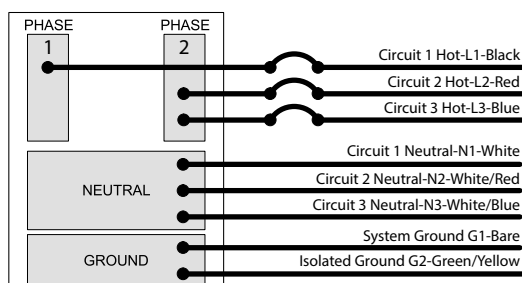 PHASE PHASE
1 2
Circuit 1 Hot-L1-Black
Circuit 2 Hot-L2-Red
Circuit 3 Hot-L3-Blue
Circuit 1 Neutral-N1-White
NEUTRAL
Circuit 2 Neutral-N2-White/Red
Circuit 3 Neutral-N3-White/Blue
System Ground G1-Bare
GROUND
Isolated Ground G2-Green/Yellow